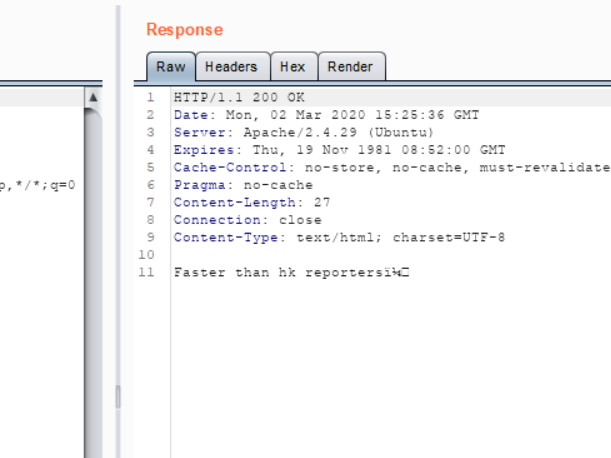 Response
Raw Headers Hex Render
1 HTTP/1.1 200 OK
2 Date: Mon, 02 Mar 2020 15:25:36 GMT
3 Server: Apache/2.4.29 (Ubuntu)
4 Expires: Thu, 19 Nov 1981 08:52:00 GMT
5 Cache-Control: no-store, no-cache, must-revalidate
p,*/*;q=0
6 Pragma: no-cache
7 Content-Length: 27
8 Connection: close
9 Content-Type: text/html; charset=UTF-8
10
11 Faster than hk reportersï¼□